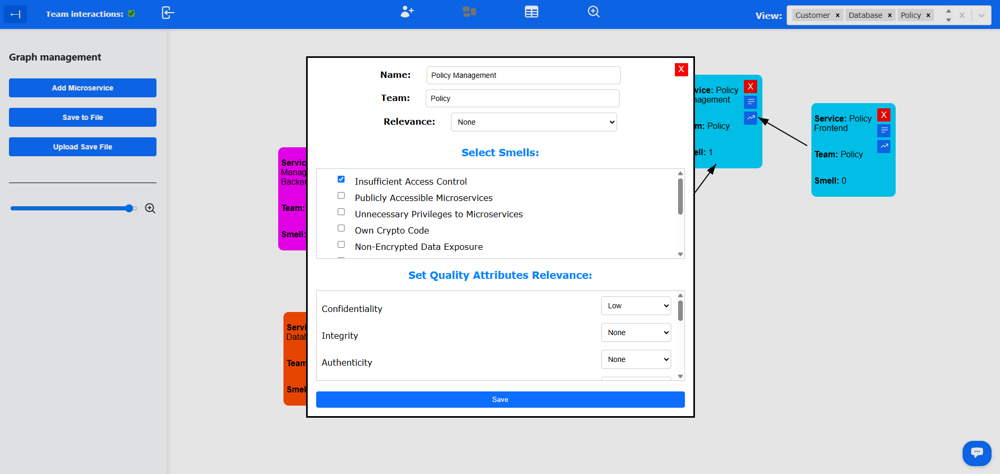 Team interactions:
View:
Customer ×
Database ×
Policy ×
Graph management
Add Microservice
Save to File
Upload Save File
Name: Policy Management
X
Team: Policy
Relevance: None
Select Smells:
Insufficient Access Control
Publicly Accessible Microservices
Unnecessary Privileges to Microservices
Own Crypto Code
Non-Encrypted Data Exposure
Set Quality Attributes Relevance:
Confidentiality Low
Integrity None
Authenticity None
Save
Servic
Manag
Backen
Team:
Smell:
Servi
Datab
Team
Smel
vice: Policy
nagement
X
m: Policy
ell: 1
Service: Policy
Frontend
X
Team: Policy
Smell: 0